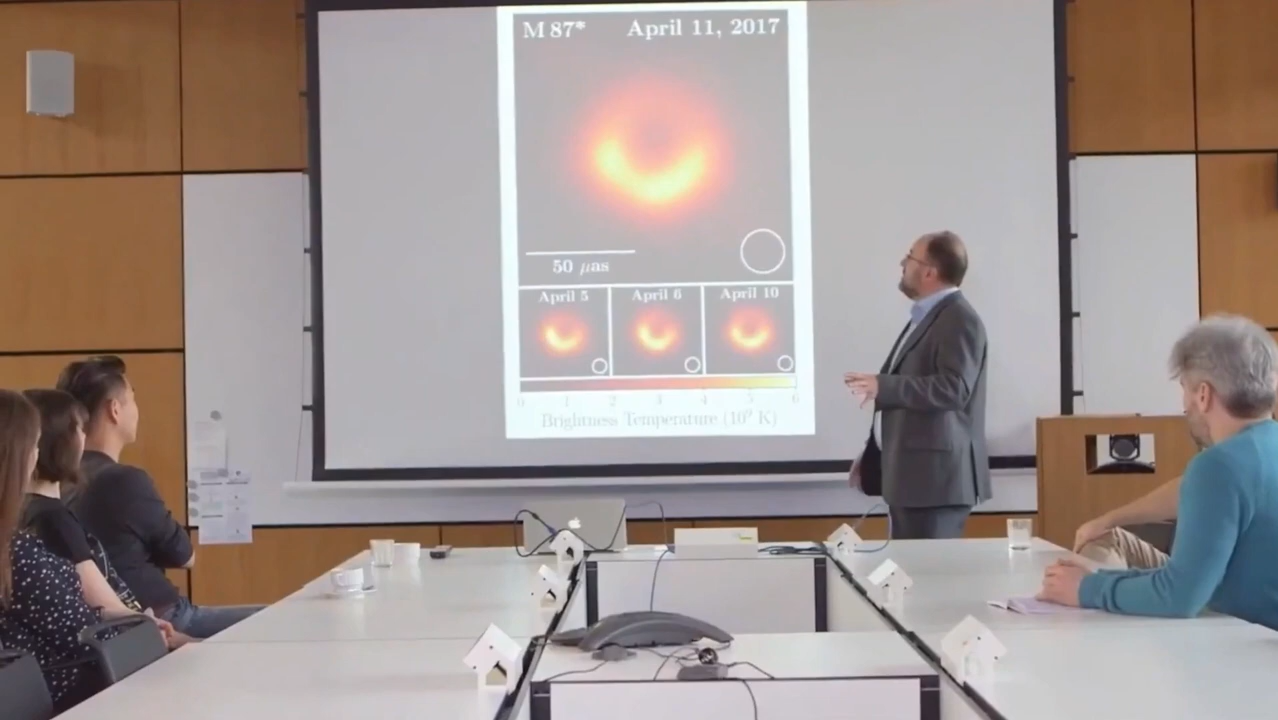 M 87* April 11, 2017
50 μas
April 5 April 6 April 10
0 1 2 3 4 5 6
Brightness Temperature (10⁹ K)